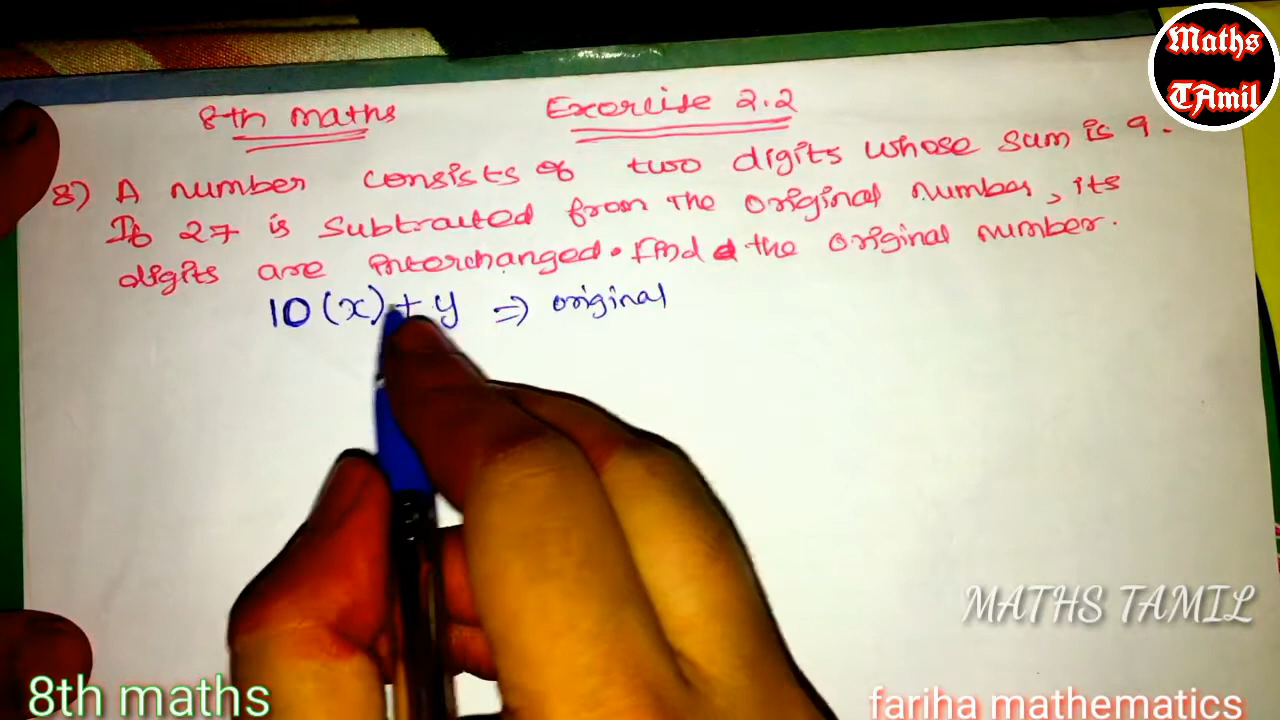 Maths
TAmil
8th maths Exercise 2.2
8) A number consists of two digits whose sum is 9.
If 27 is subtracted from the original number, its
digits are interchanged. Find the original number.
10(x) + y ⇒ original
MATHS TAMIL
8th maths
fariha mathematics